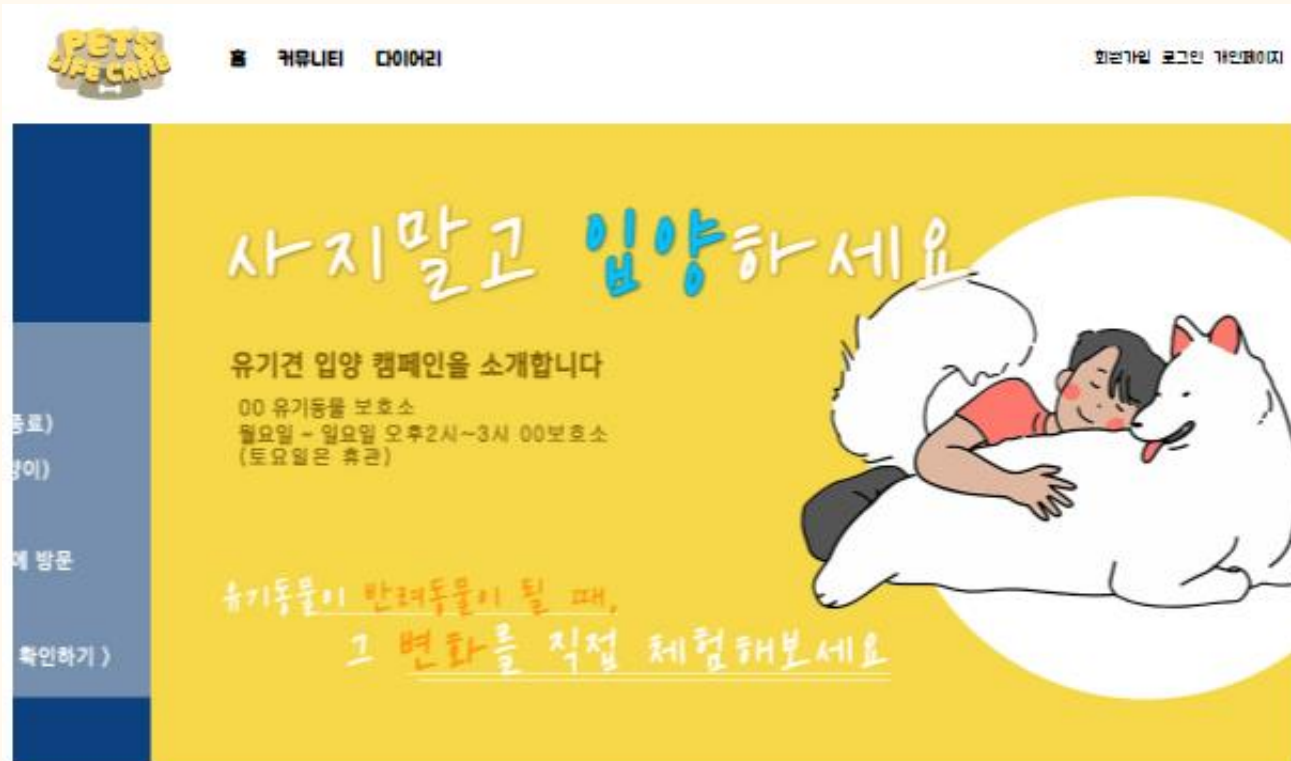 PETS
LIFE CARE
홈 커뮤니티 다이어리
회원가입 로그인 개인페이지
사지말고 입양하세요
유기견 입양 캠페인을 소개합니다
00 유기동물 보호소
월요일 - 일요일 오후2시~3시 00보호소
(토요일은 휴관)
종료)
양이)
방문
확인하기 >
유기동물이 반려동물이 될 때,
그 변화를 직접 체험해보세요